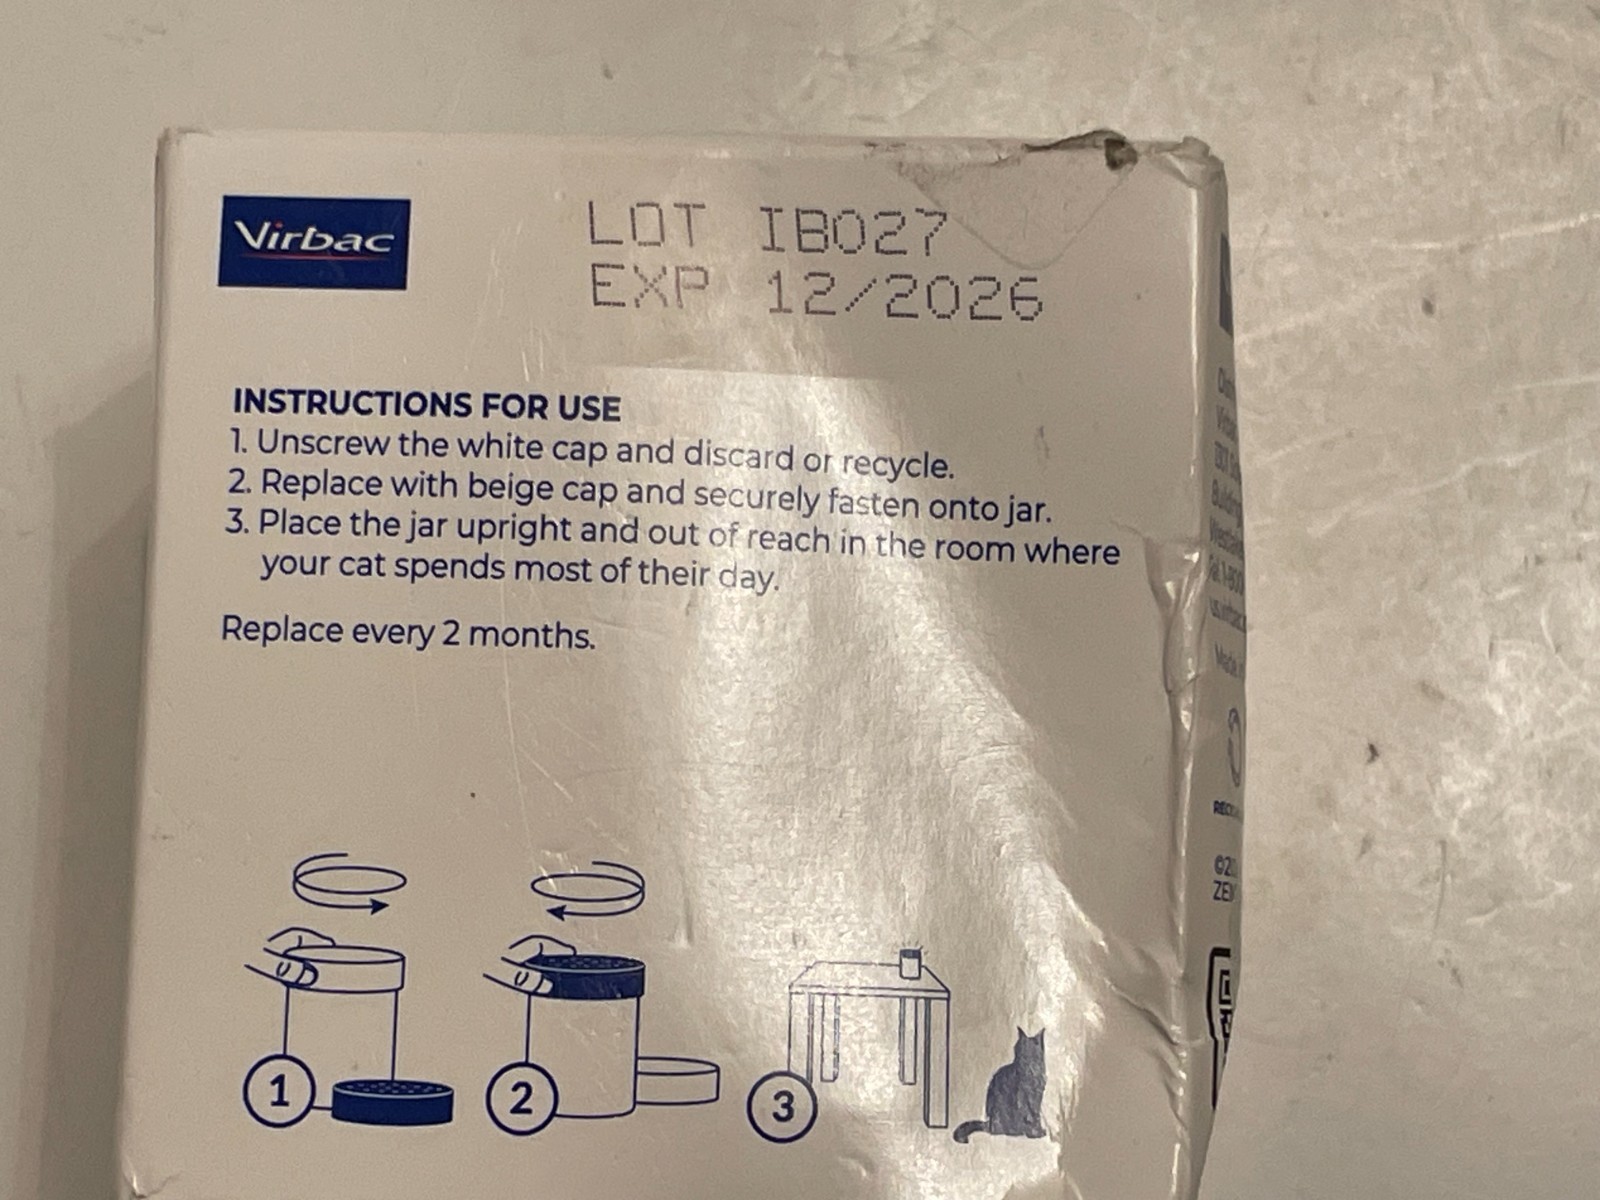 Virbac
LOT IB027
EXP 12/2026
INSTRUCTIONS FOR USE
1. Unscrew the white cap and discard or recycle.
2. Replace with beige cap and securely fasten onto jar.
3. Place the jar upright and out of reach in the room where
your cat spends most of their day.
Replace every 2 months.
1
2
3